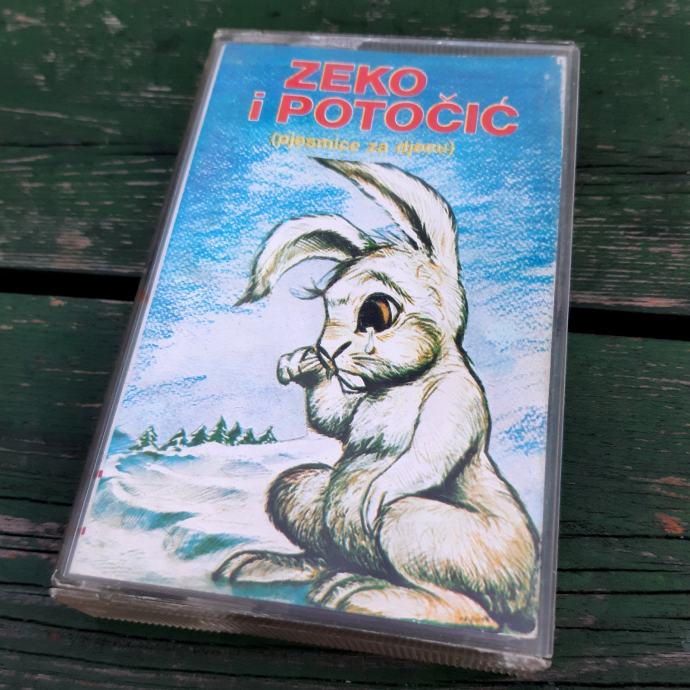 ZEKO
i POTOČIĆ
(pjesmice za djecu)